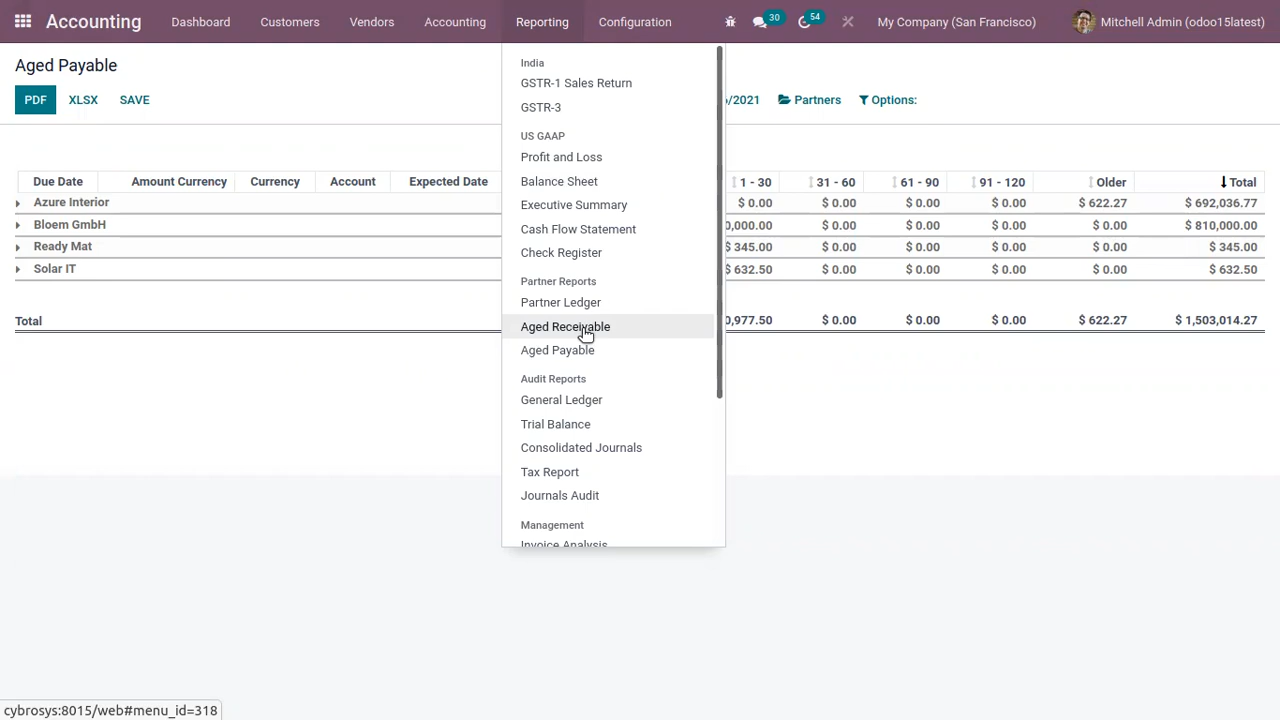 Accounting Dashboard Customers Vendors Accounting Reporting Configuration 30 54 My Company (San Francisco) Mitchell Admin (odoo15latest)
Aged Payable
PDF XLSX SAVE
/2021 Partners Options:
India
GSTR-1 Sales Return
GSTR-3
US GAAP
Profit and Loss
Balance Sheet
Executive Summary
Cash Flow Statement
Check Register
Partner Reports
Partner Ledger
Aged Receivable
Aged Payable
Audit Reports
General Ledger
Trial Balance
Consolidated Journals
Tax Report
Journals Audit
Management
Invoice Analysis
Due Date Amount Currency Currency Account Expected Date 1 - 30 31 - 60 61 - 90 91 - 120 Older Total
Azure Interior $ 0.00 $ 0.00 $ 0.00 $ 0.00 $ 622.27 $ 692,036.77
Bloem GmbH 0,000.00 $ 0.00 $ 0.00 $ 0.00 $ 0.00 $ 810,000.00
Ready Mat $ 345.00 $ 0.00 $ 0.00 $ 0.00 $ 0.00 $ 345.00
Solar IT $ 632.50 $ 0.00 $ 0.00 $ 0.00 $ 0.00 $ 632.50
Total 0,977.50 $ 0.00 $ 0.00 $ 0.00 $ 622.27 $ 1,503,014.27
cybrosys:8015/web#menu_id=318